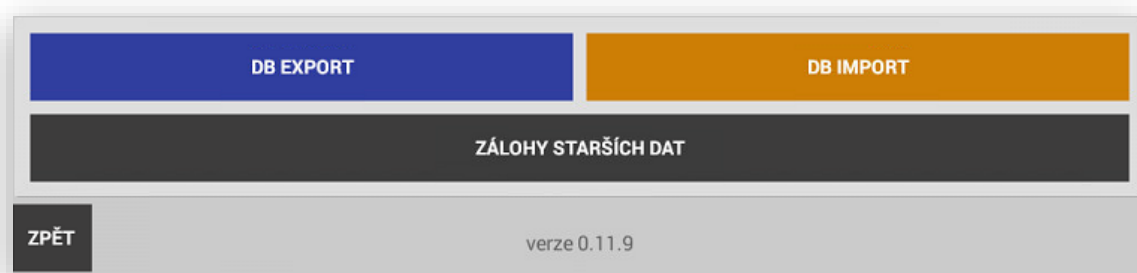 DB EXPORT
DB IMPORT
ZÁLOHY STARŠÍCH DAT
ZPĚT
verze 0.11.9